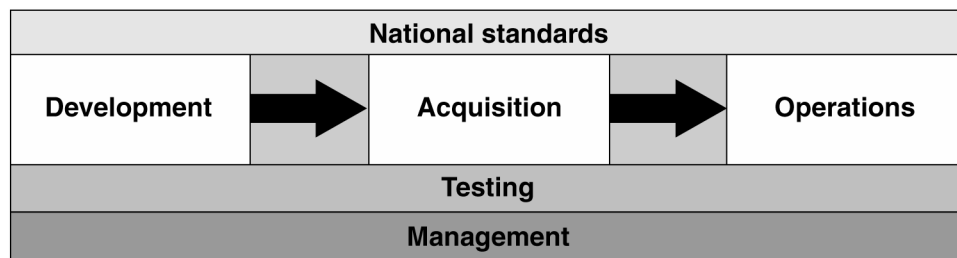 National standards
Development
Acquisition
Operations
Testing
Management